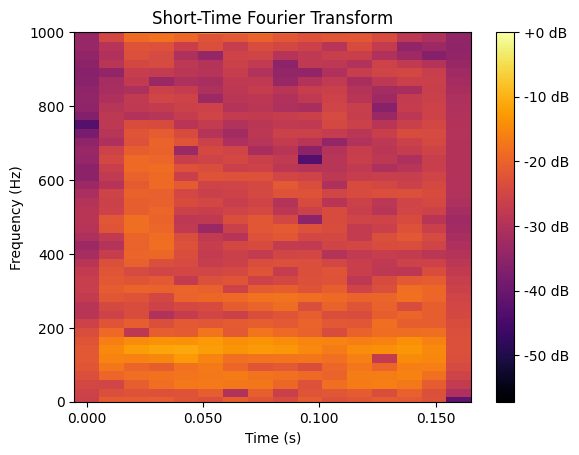 Short-Time Fourier Transform
1000
800
600
400
200
0
Frequency (Hz)
0.000
0.050
0.100
0.150
Time (s)
+0 dB
-10 dB
-20 dB
-30 dB
-40 dB
-50 dB